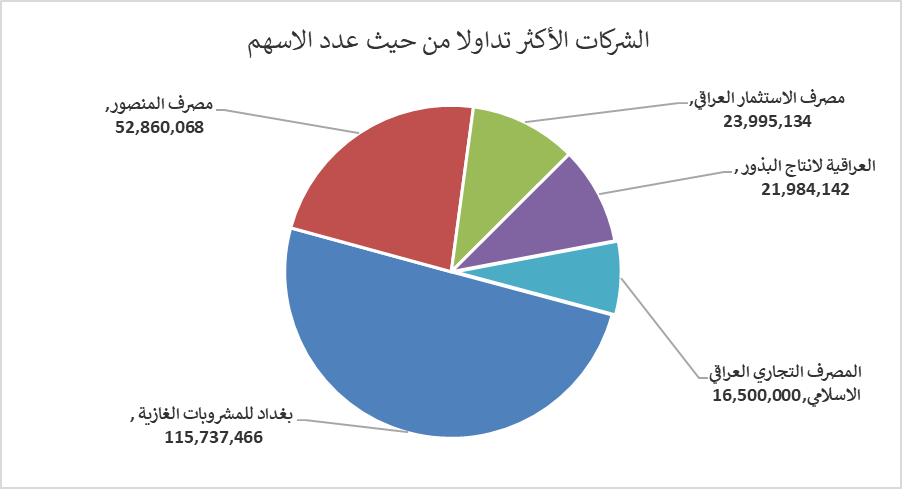 الشركات الأكثر تداولا من حيث عدد الاسهم
مصرف الاستثمار العراقي,
23,995,134
مصرف المنصور,
52,860,068
العراقية لانتاج البذور ,
21,984,142
المصرف التجاري العراقي
الاسلامي,16,500,000
بغداد للمشروبات الغازية ,
115,737,466